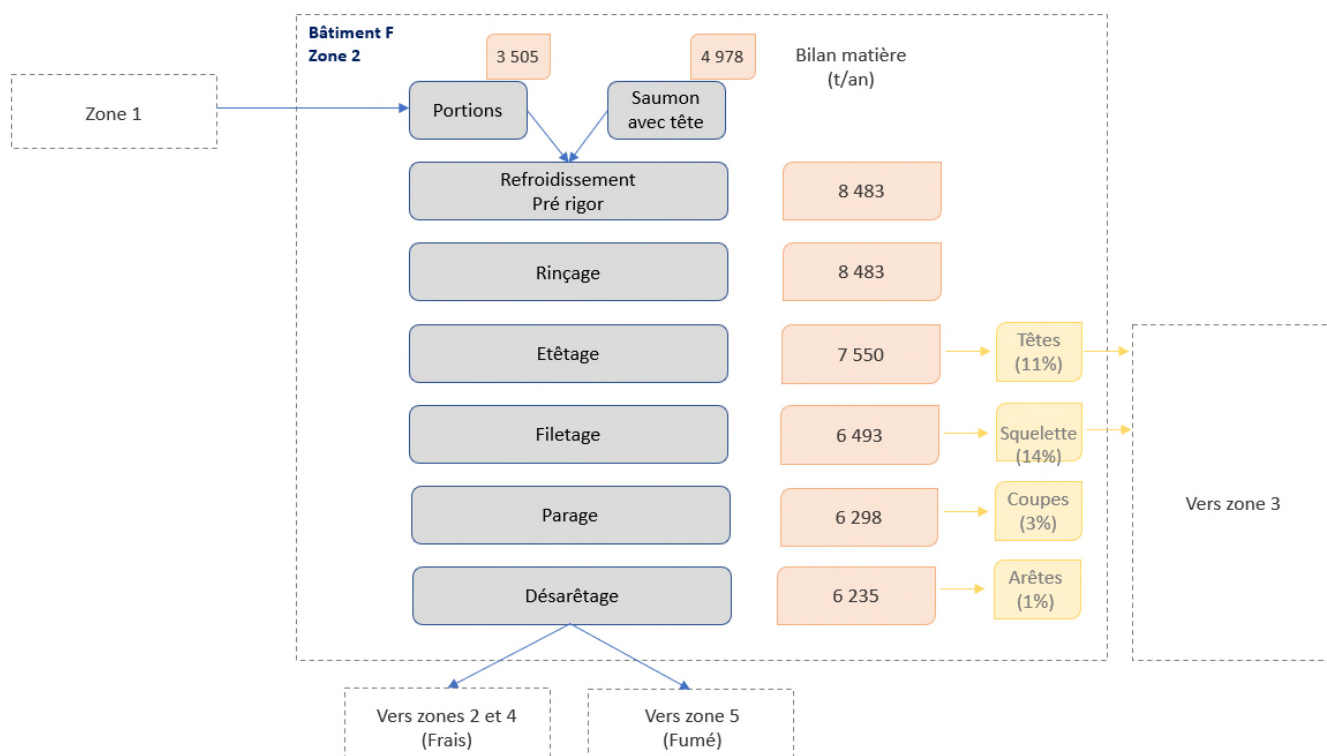 Bâtiment F
Zone 2
3 505
4 978
Bilan matière
(t/an)
Zone 1
Portions
Saumon
avec tête
Refroidissement
Pré rigor
8 483
Rinçage
8 483
Etêtage
7 550
Têtes
(11%)
Filetage
6 493
Squelette
(14%)
Parage
6 298
Coupes
(3%)
Vers zone 3
Désarêtage
6 235
Arêtes
(1%)
Vers zones 2 et 4
(Frais)
Vers zone 5
(Fumé)